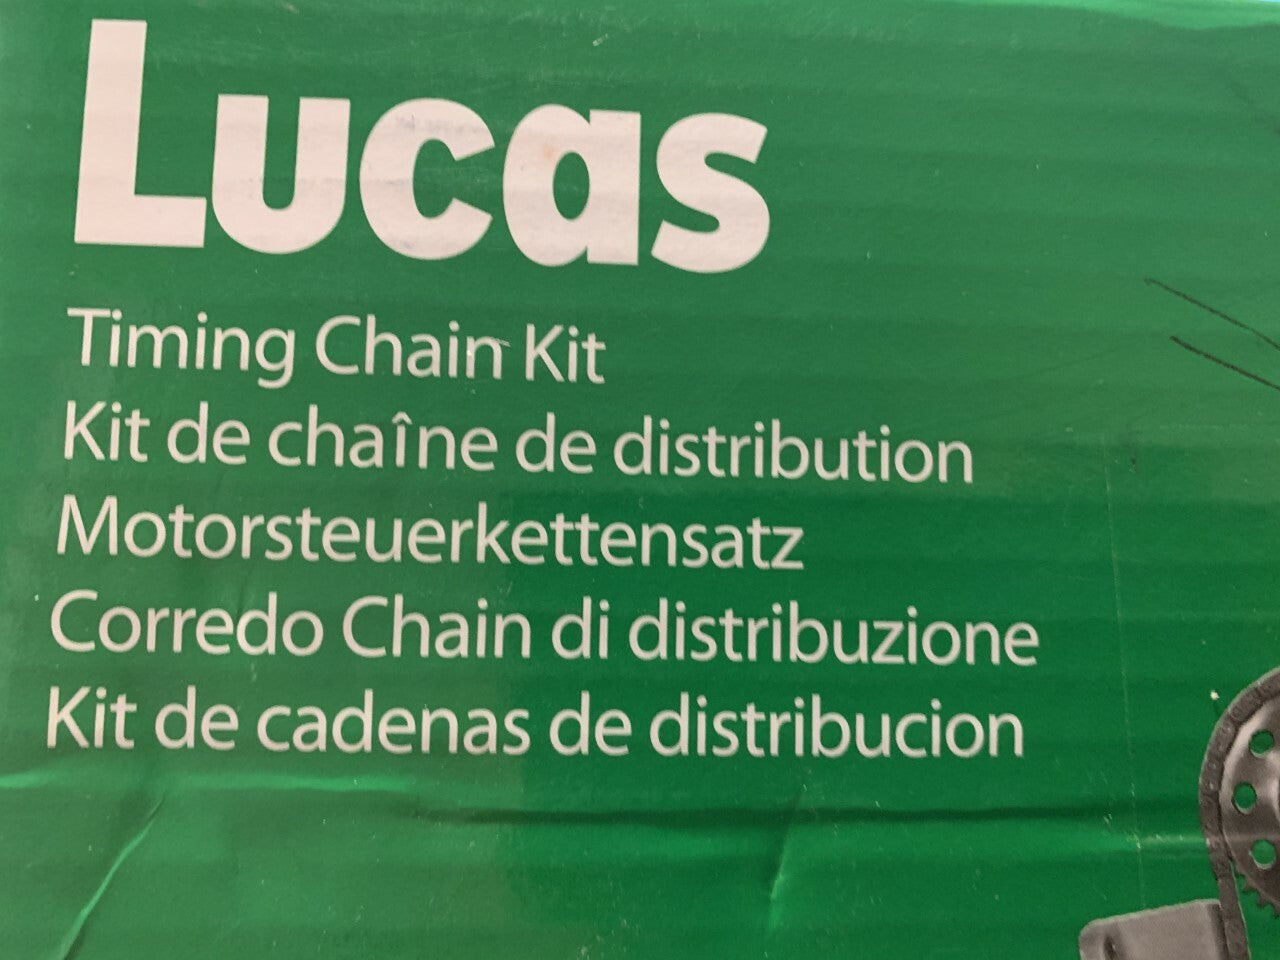 Lucas
Timing Chain Kit
Kit de chaîne de distribution
Motorsteuerkettensatz
Corredo Chain di distribuzione
Kit de cadenas de distribucion